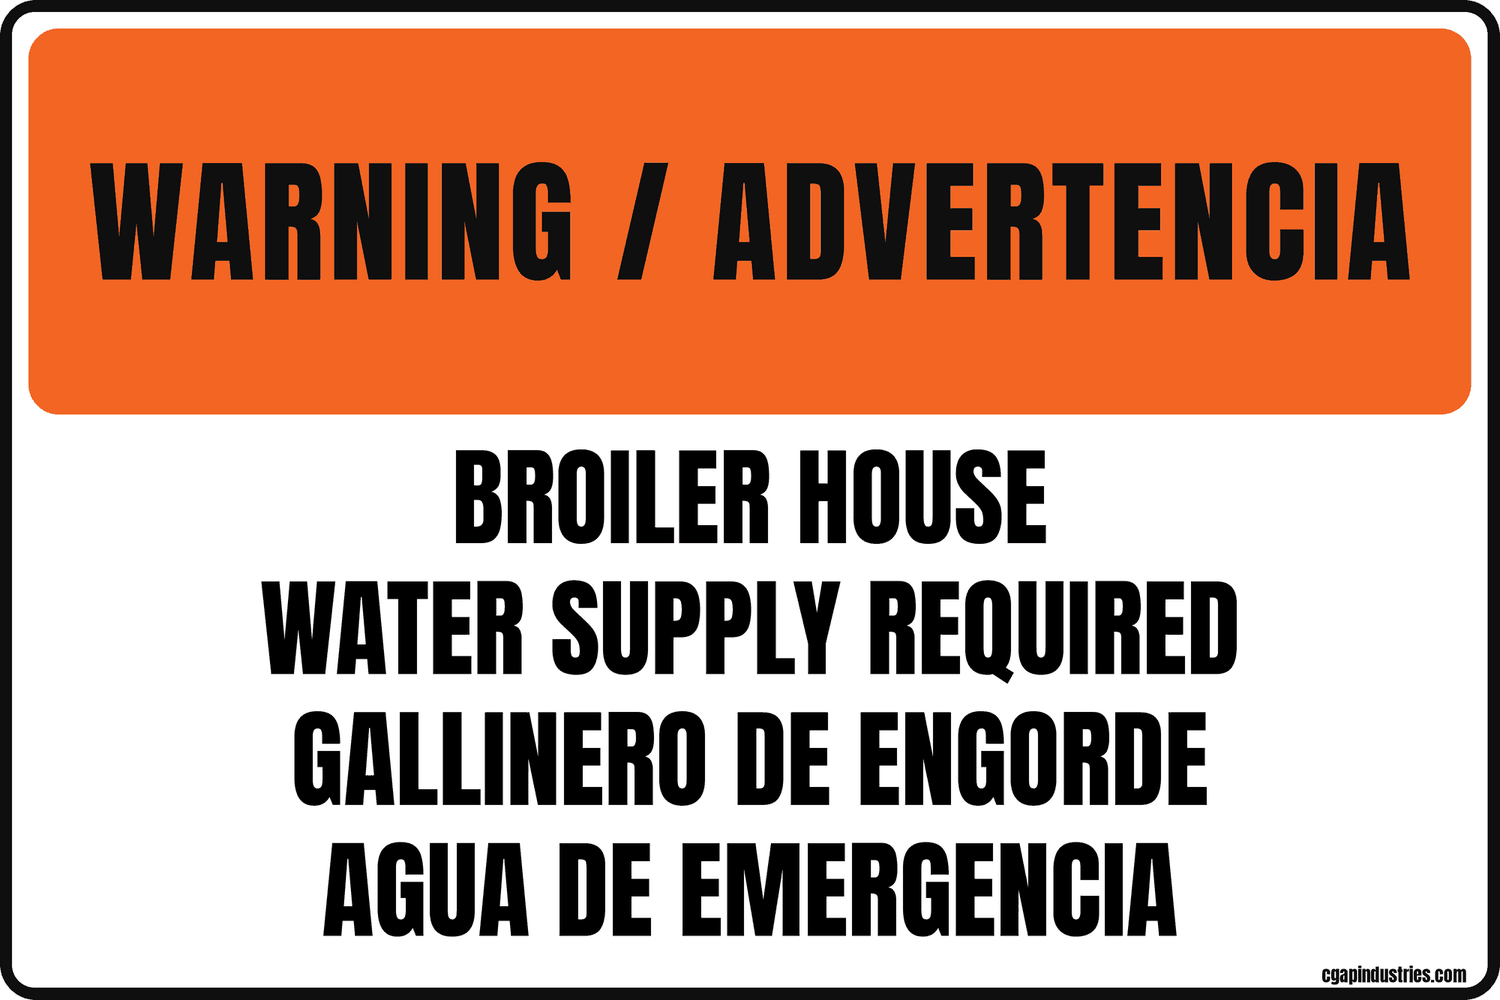 WARNING / ADVERTENCIA
BROILER HOUSE
WATER SUPPLY REQUIRED
GALLINERO DE ENGORDE
AGUA DE EMERGENCIA
cgapindustries.com